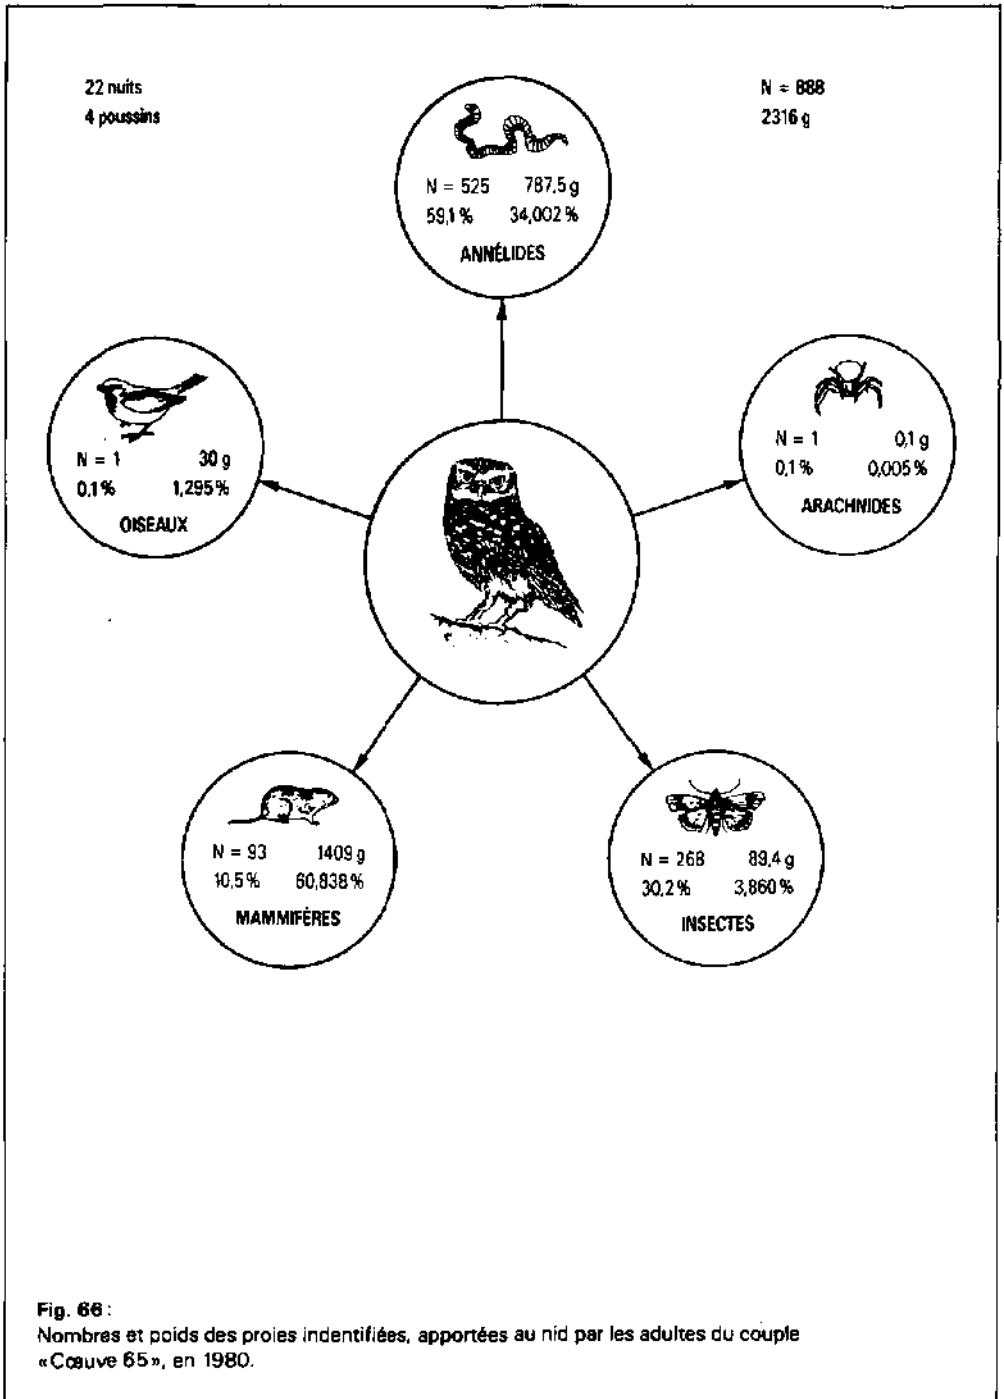 22 nuits
4 poussins
N = 888
2316 g
N = 525 787,5 g
59,1 % 34,002 %
ANNÉLIDES
N = 1 30 g
0,1 % 1,295 %
OISEAUX
N = 1 0,1 g
0,1 % 0,005 %
ARACHNIDES
N = 93 1409 g
10,5 % 60,838 %
MAMMIFÈRES
N = 268 89,4 g
30,2 % 3,860 %
INSECTES
Fig. 66 :
Nombres et poids des proies indentifiées, apportées au nid par les adultes du couple
«Cœuve 65», en 1980.